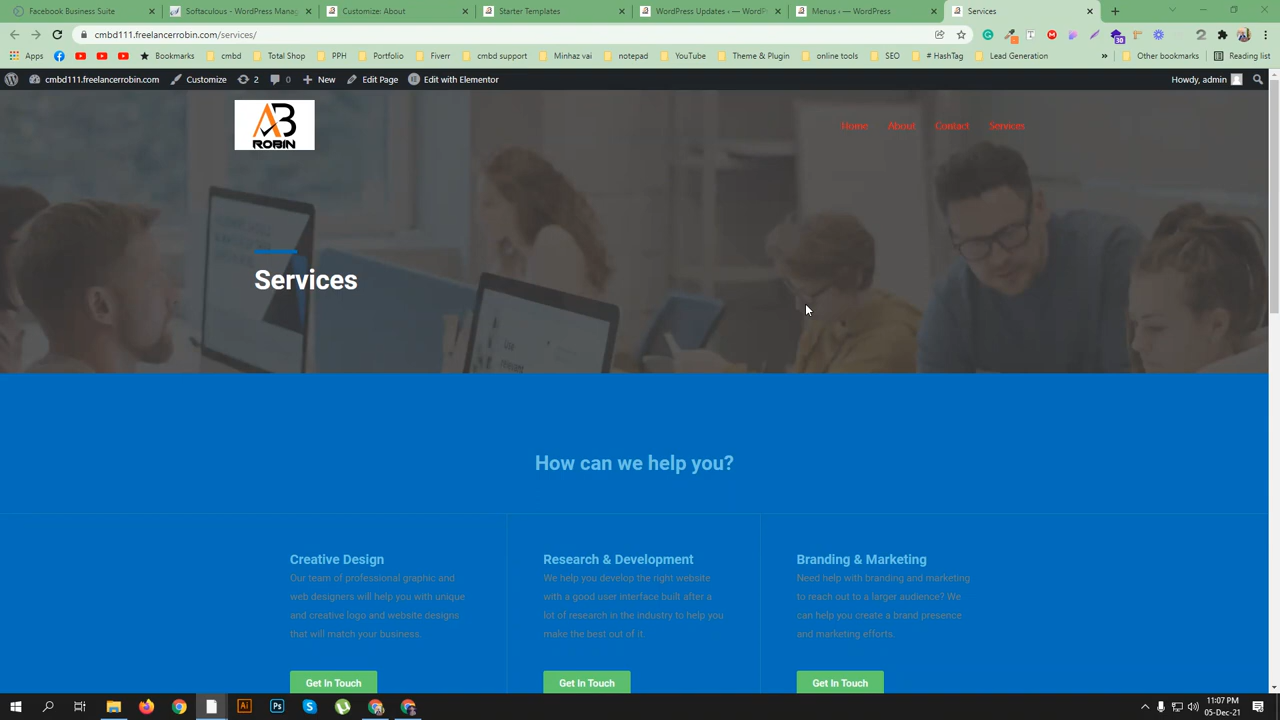 Facebook Business Suite
Softaculous - WordPress Manag
Customize
Starter Templates
WordPress Updates ‹ WordP
Menus — WordPress
Services
cmbd111.freelancerrobin.com/services/
Apps
Bookmarks
cmbd
Total Shop
PPH
Portfolio
Fiverr
cmbd support
Minhaz vai
notepad
YouTube
Theme & Plugin
online tools
SEO
# HashTag
Lead Generation
»
Other bookmarks
Reading list
cmbd111.freelancerrobin.com
Customize
2
0
New
Edit Page
Edit with Elementor
Howdy, admin
AB
ROBIN
Home
About
Contact
Services
Services
How can we help you?
Creative Design
Our team of professional graphic and
web designers will help you with unique
and creative logo and website designs
that will match your business.
Get In Touch
Research & Development
We help you develop the right website
with a good user interface built after a
lot of research in the industry to help you
make the best out of it.
Get In Touch
Branding & Marketing
Need help with branding and marketing
to reach out to a larger audience? We
can help you create a brand presence
and marketing efforts.
Get In Touch
11:07 PM
05-Dec-21